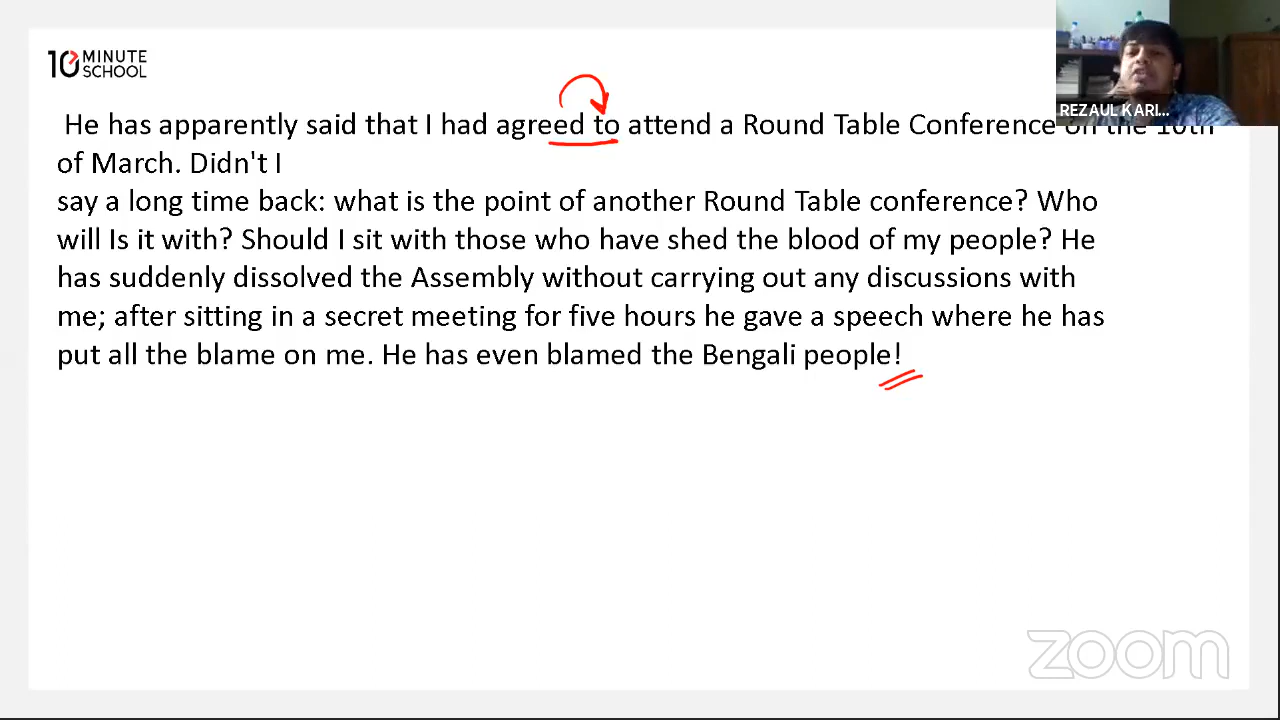 10 MINUTE
SCHOOL
REZAUL KARI...
He has apparently said that I had agreed to attend a Round Table Conference on the 10th
of March. Didn't I
say a long time back: what is the point of another Round Table conference? Who
will Is it with? Should I sit with those who have shed the blood of my people? He
has suddenly dissolved the Assembly without carrying out any discussions with
me; after sitting in a secret meeting for five hours he gave a speech where he has
put all the blame on me. He has even blamed the Bengali people!
zoom